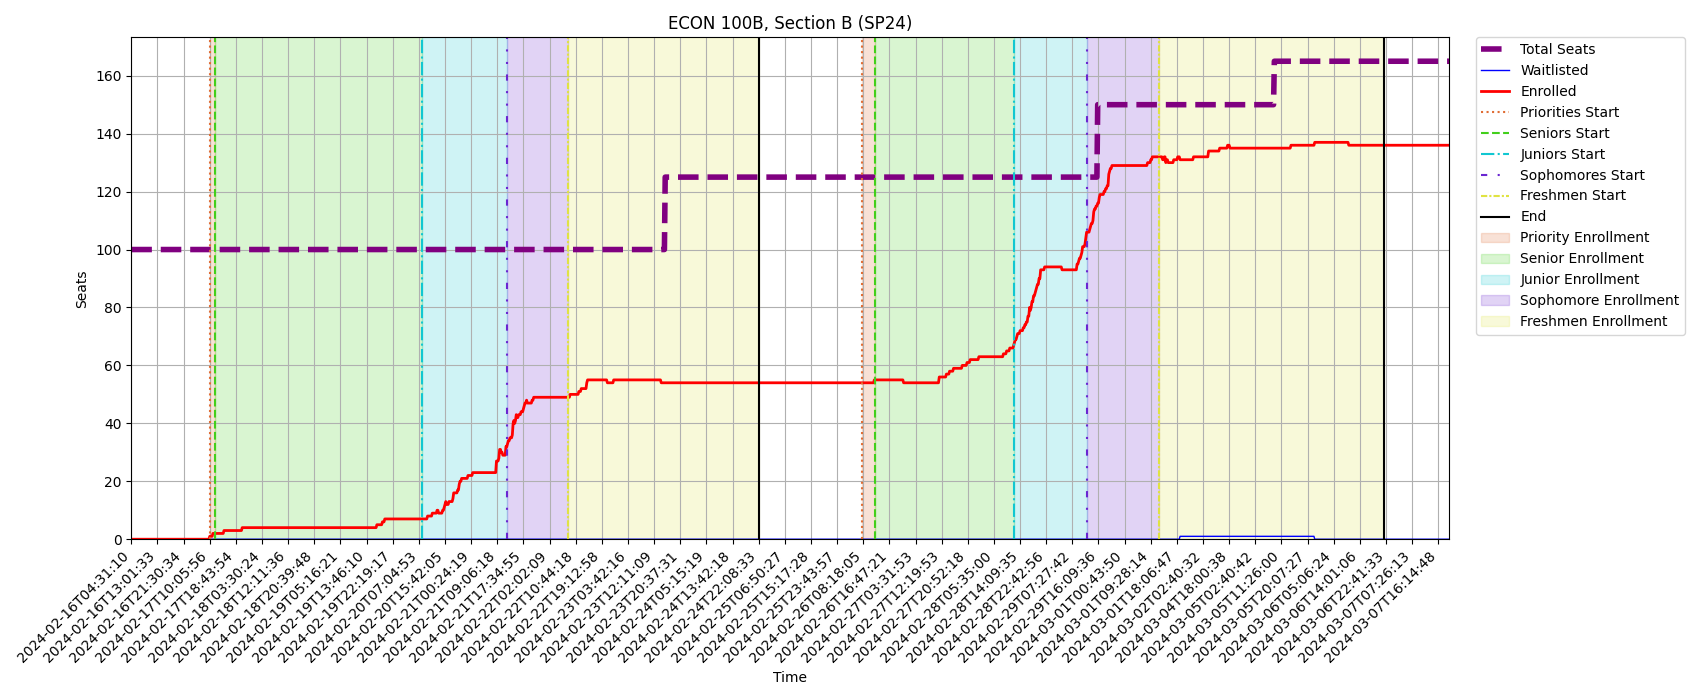 ECON 100B, Section B (SP24)
Seats
160
140
120
100
80
60
40
20
0
2024-02-16T04:31:10
2024-02-16T13:01:33
2024-02-16T21:30:34
2024-02-17T10:05:56
2024-02-17T18:43:54
2024-02-18T03:30:24
2024-02-18T12:11:36
2024-02-18T20:39:48
2024-02-19T05:16:21
2024-02-19T13:46:10
2024-02-19T22:19:17
2024-02-20T07:04:53
2024-02-20T15:42:05
2024-02-21T00:24:19
2024-02-21T09:06:18
2024-02-21T17:34:55
2024-02-22T02:02:09
2024-02-22T10:44:18
2024-02-22T19:12:58
2024-02-23T03:42:16
2024-02-23T12:11:09
2024-02-23T20:37:31
2024-02-24T05:15:19
2024-02-24T13:42:18
2024-02-24T22:08:33
2024-02-25T06:50:27
2024-02-25T15:17:28
2024-02-25T23:43:57
2024-02-26T08:18:05
2024-02-26T16:47:21
2024-02-27T03:31:53
2024-02-27T12:19:53
2024-02-27T20:52:18
2024-02-28T05:35:00
2024-02-28T14:09:35
2024-02-28T22:42:56
2024-02-29T07:27:42
2024-02-29T16:09:36
2024-03-01T00:43:50
2024-03-01T09:28:14
2024-03-01T18:06:47
2024-03-02T02:40:32
2024-03-04T18:00:38
2024-03-05T02:40:42
2024-03-05T11:26:00
2024-03-05T20:07:27
2024-03-06T05:06:24
2024-03-06T14:01:06
2024-03-06T22:41:33
2024-03-07T07:26:13
2024-03-07T16:14:48
Time
Total Seats
Waitlisted
Enrolled
Priorities Start
Seniors Start
Juniors Start
Sophomores Start
Freshmen Start
End
Priority Enrollment
Senior Enrollment
Junior Enrollment
Sophomore Enrollment
Freshmen Enrollment